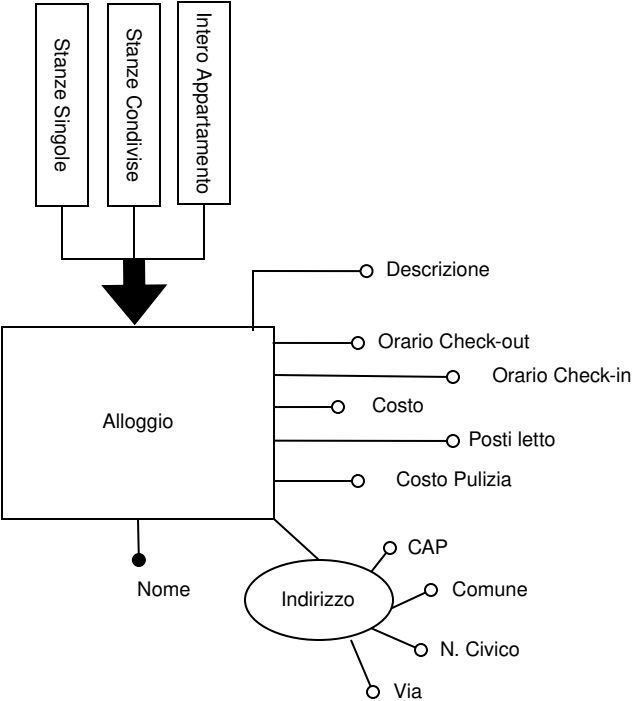 Stanze Singole
Stanze Condivise
Intero Appartamento
Descrizione
Orario Check-out
Orario Check-in
Costo
Alloggio
Posti letto
Costo Pulizia
CAP
Nome
Comune
Indirizzo
N. Civico
Via